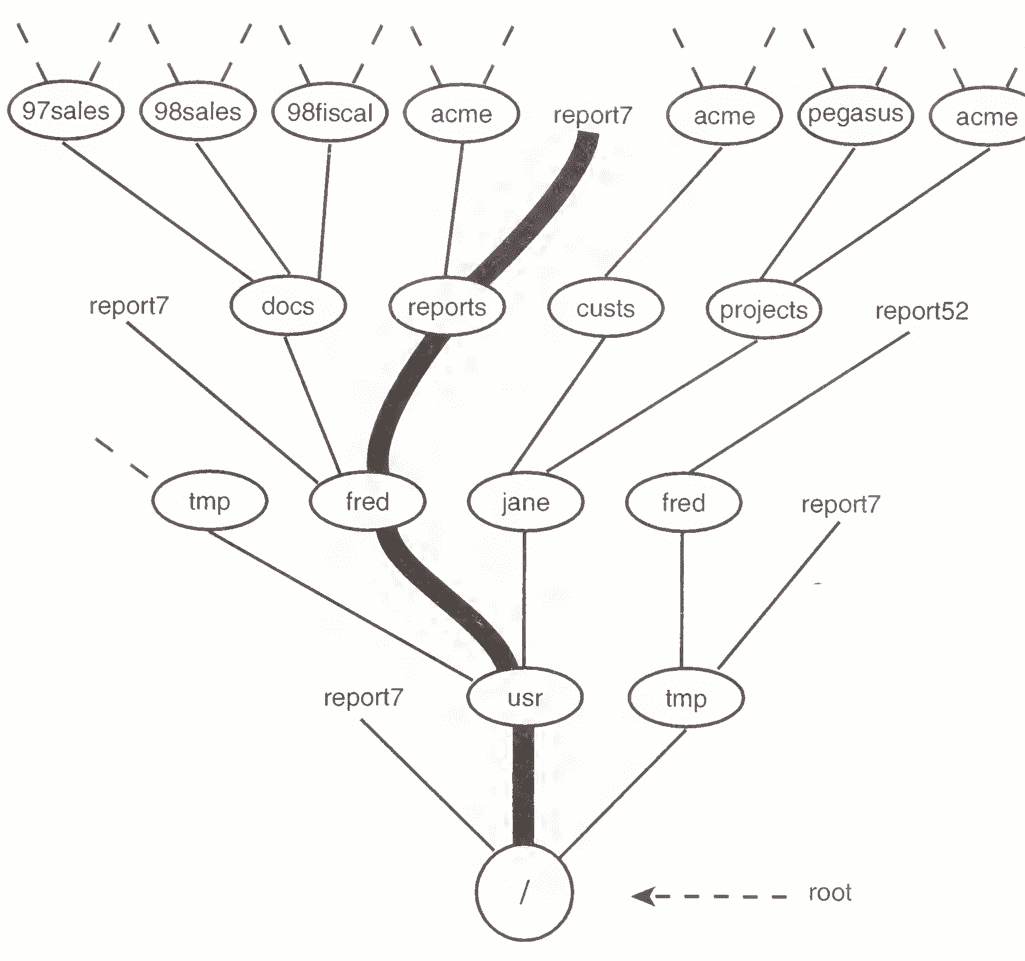 97sales 98sales 98fiscal acme report7 acme pegasus acme
report7 docs reports custs projects report52
tmp fred jane fred report7
report7 usr tmp
/ root